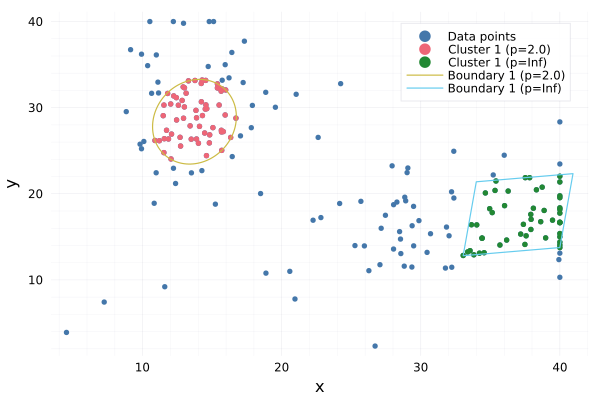 40
30
20
10
10
20
30
40
x
y
Data points
Cluster 1 (p=2.0)
Cluster 1 (p=Inf)
Boundary 1 (p=2.0)
Boundary 1 (p=Inf)